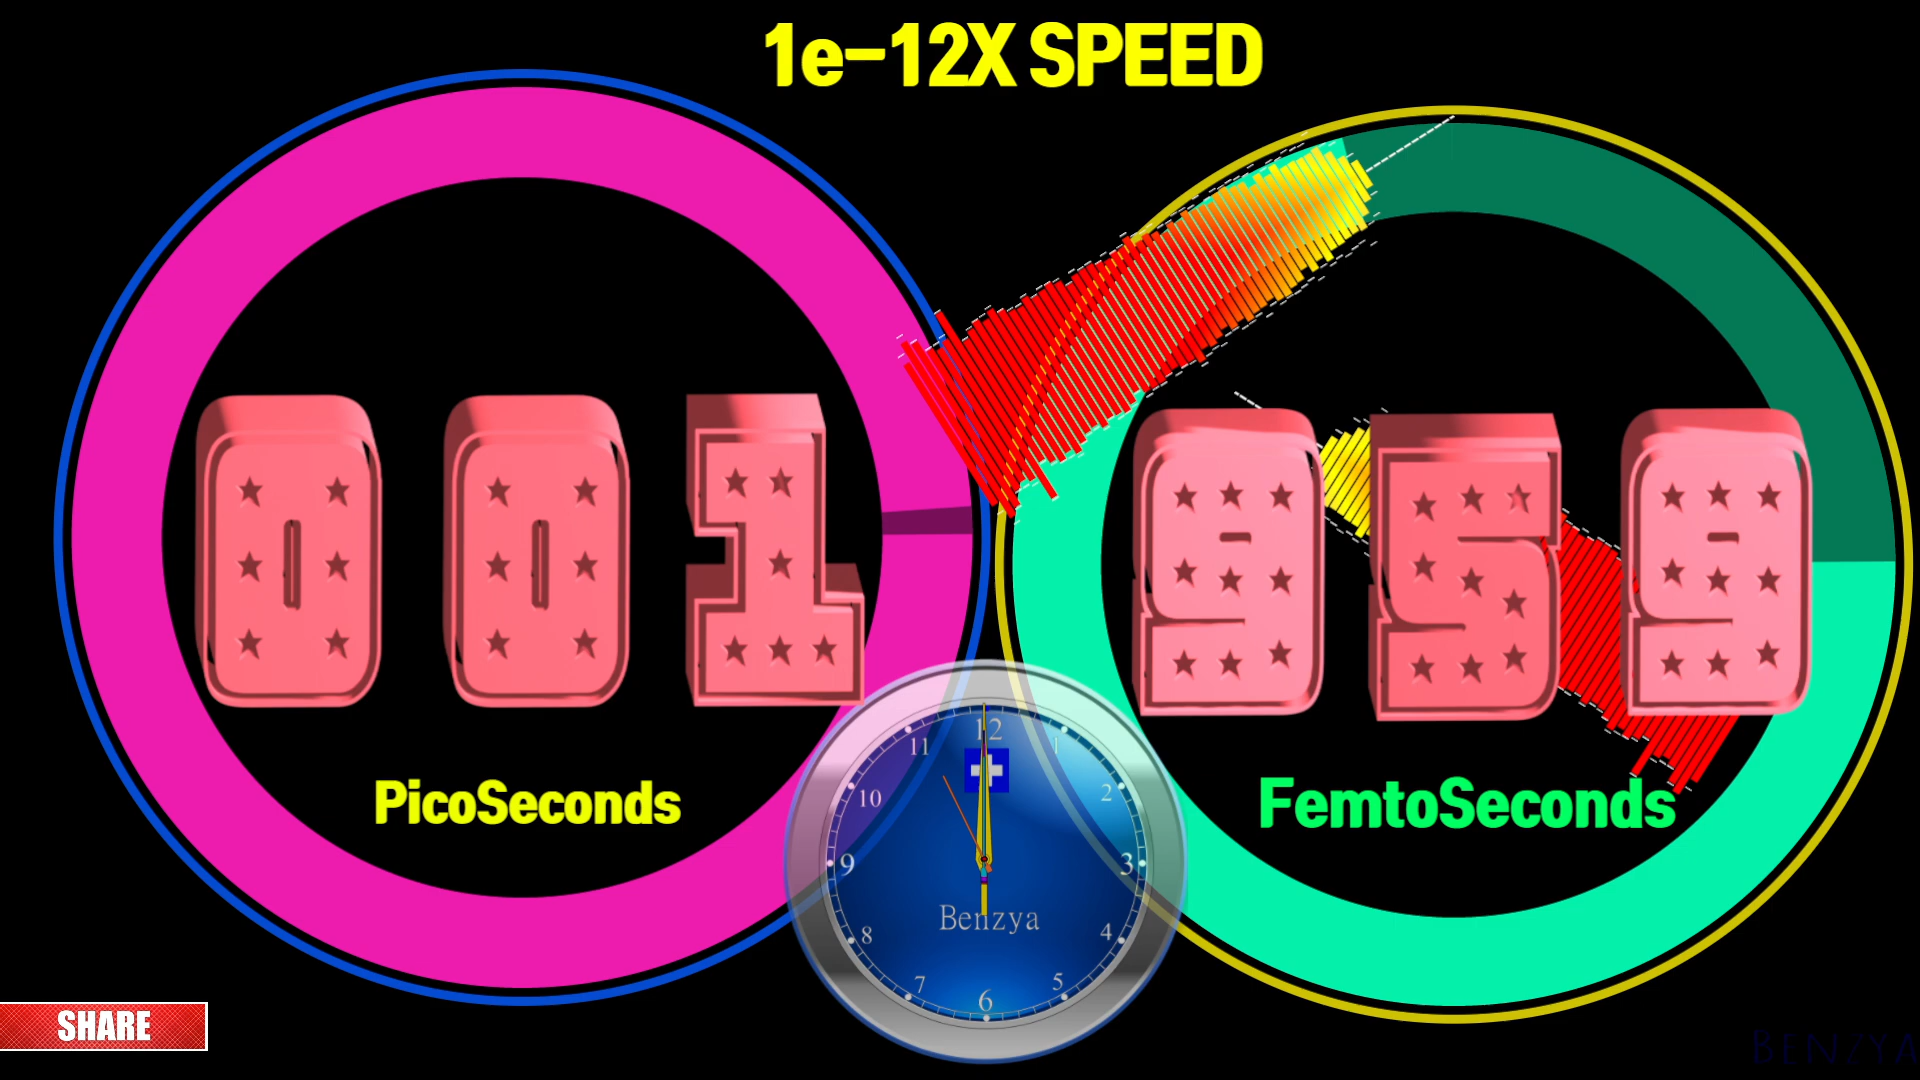 1e-12X SPEED
001
959
PicoSeconds
FemtoSeconds
12
11
1
10
2
9
3
Benzya
8
4
7
5
6
SHARE
BENZYA